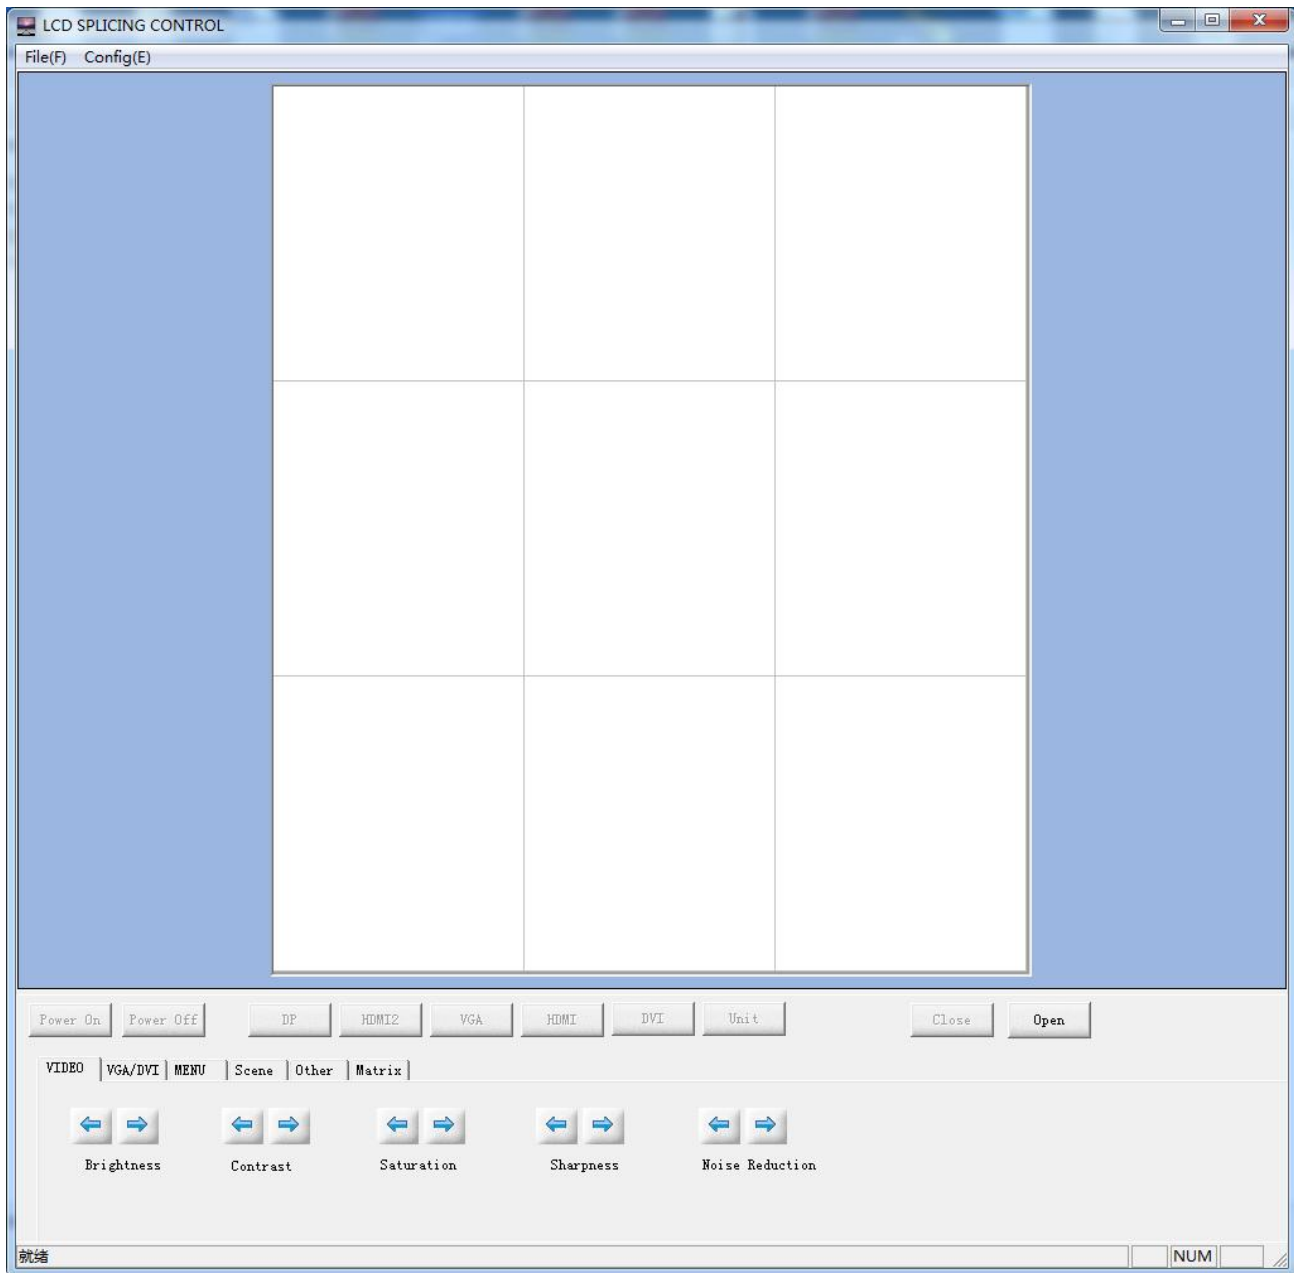 LCD SPLICING CONTROL
File(F) Config(E)
Power On Power Off DP HDMI2 VGA HDMI DVI Unit Close Open
VIDEO VGA/DVI MENU Scene Other Matrix
Brightness Contrast Saturation Sharpness Noise Reduction
就绪 NUM